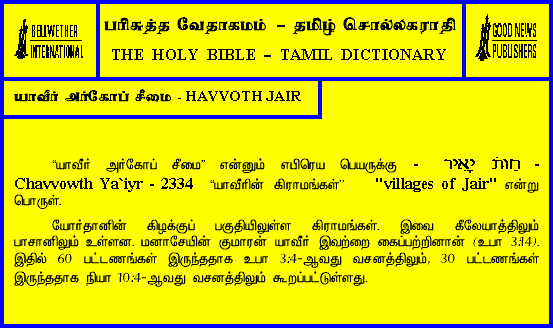 BELLWETHER
INTERNATIONAL
பரிசுத்த வேதாகமம் – தமிழ் சொல்லகராதி
THE HOLY BIBLE – TAMIL DICTIONARY
GOOD NEWS
PUBLISHERS
யாவீர் அர்கோப் சீமை - HAVVOTH JAIR
“யாவீர் அர்கோப் சீமை” என்னும் எபிரெய பெயருக்கு - חַוֹּת יָאִיר -
Chavvowth Ya`iyr - 2334 “யாவீரின் கிராமங்கள்” "villages of Jair" என்று
பொருள்.
யோர்தானின் கிழக்குப் பகுதியிலுள்ள கிராமங்கள். இவை கீலேயாத்திலும்
பாசானிலும் உள்ளன. மனாசேயின் குமாரன் யாவீர் இவற்றை கைப்பற்றினான் (உபா 3:14).
இதில் 60 பட்டணங்கள் இருந்ததாக உபா 3:4-ஆவது வசனத்திலும், 30 பட்டணங்கள்
இருந்ததாக நியா 10:4-ஆவது வசனத்திலும் கூறப்பட்டுள்ளது.